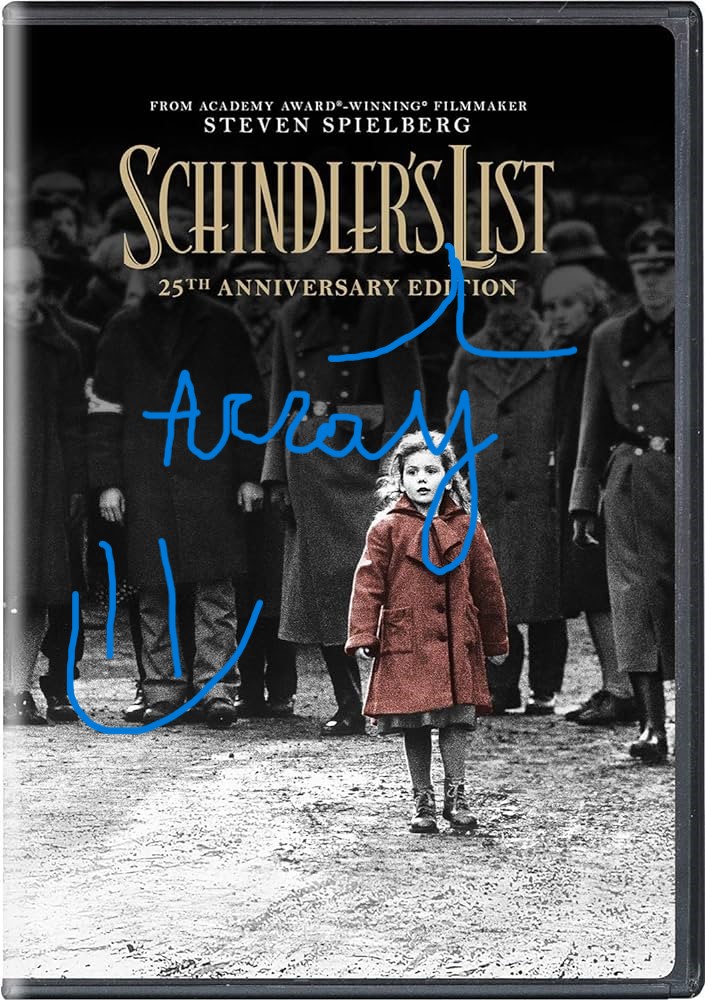 FROM ACADEMY AWARD®-WINNING® FILMMAKER
STEVEN SPIELBERG
SCHINDLER'S LIST
25TH ANNIVERSARY EDITION
Array